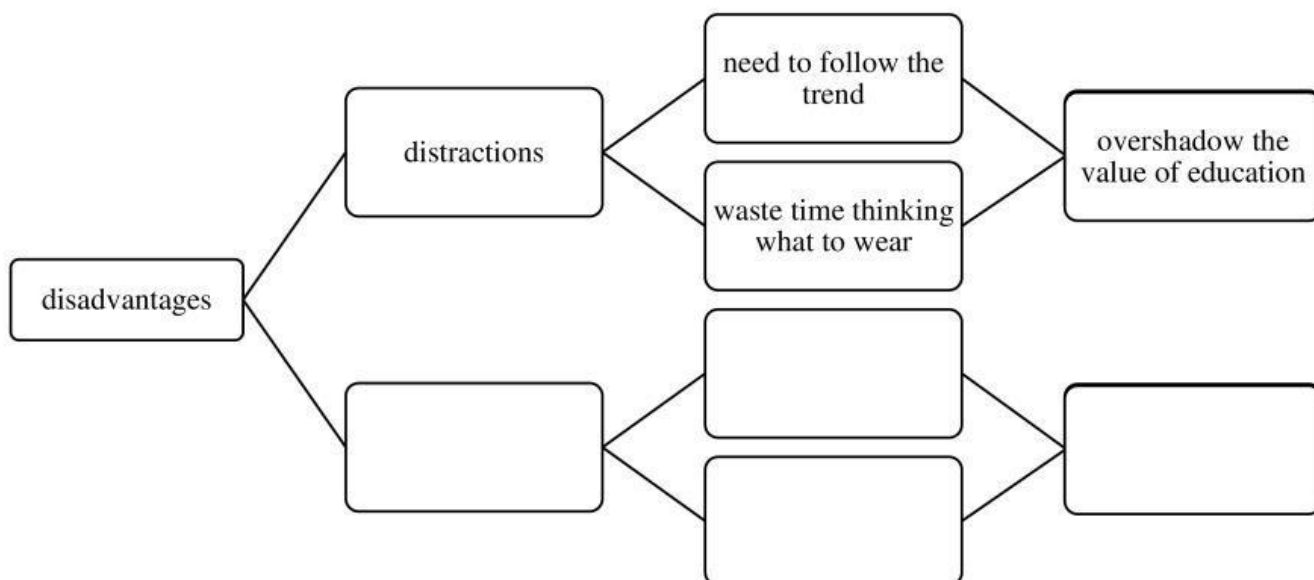 need to follow the
trend
distractions
overshadow the
value of education
waste time thinking
what to wear
disadvantages